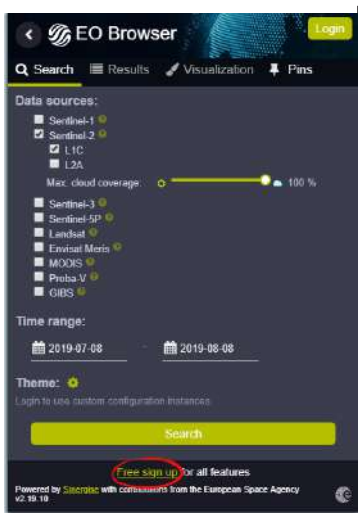 EO Browser
Login
Search Results Visualization Pins
Data sources:
Sentinel-1
Sentinel-2
L1C
L2A
Max. cloud coverage: 100 %
Sentinel-3
Sentinel-5P
Landsat
Envisat Meris
MODIS
Proba-V
GIBS
Time range:
2019-07-08 - 2019-08-08
Theme:
Login to use custom configuration instances.
Search
Free sign up for all features
Powered by Sinergise with contributions from the European Space Agency
v2.19.10